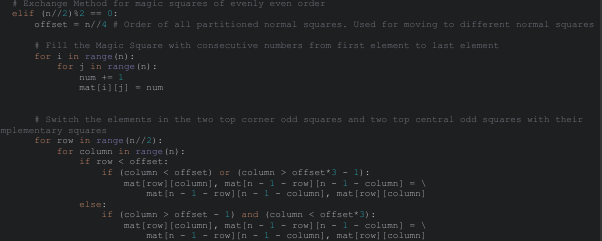 # Exchange Method for magic squares of evenly even order
elif (n//2)%2 == 0:
    offset = n//4 # Order of all partitioned normal squares. Used for moving to different normal squares
    # Fill the Magic Square with consecutive numbers from first element to last element
    for i in range(n):
        for j in range(n):
            num += 1
            mat[i][j] = num
    # Switch the elements in the two top corner odd squares and two top central odd squares with their
mplementary squares
    for row in range(n//2):
        for column in range(n):
            if row < offset:
                if (column < offset) or (column > offset*3 - 1):
                    mat[row][column], mat[n - 1 - row][n - 1 - column] = \
                        mat[n - 1 - row][n - 1 - column], mat[row][column]
            else:
                if (column > offset - 1) and (column < offset*3):
                    mat[row][column], mat[n - 1 - row][n - 1 - column] = \
                        mat[n - 1 - row][n - 1 - column], mat[row][column]